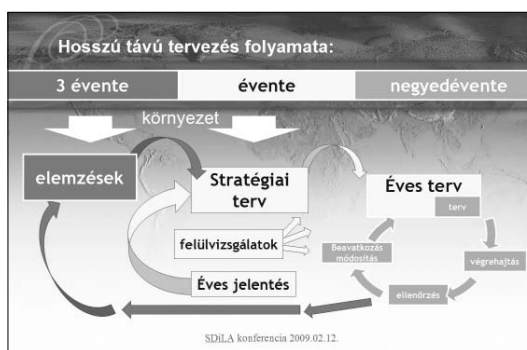 Hosszú távú tervezés folyamata:
3 évente
évente
negyedévente
környezet
elemzések
Stratégiai
terv
Éves terv
terv
felülvizsgálatok
Beavatkozás
módosítás
végrehajtás
Éves jelentés
ellenőrzés
SDiLA konferencia 2009.02.12.